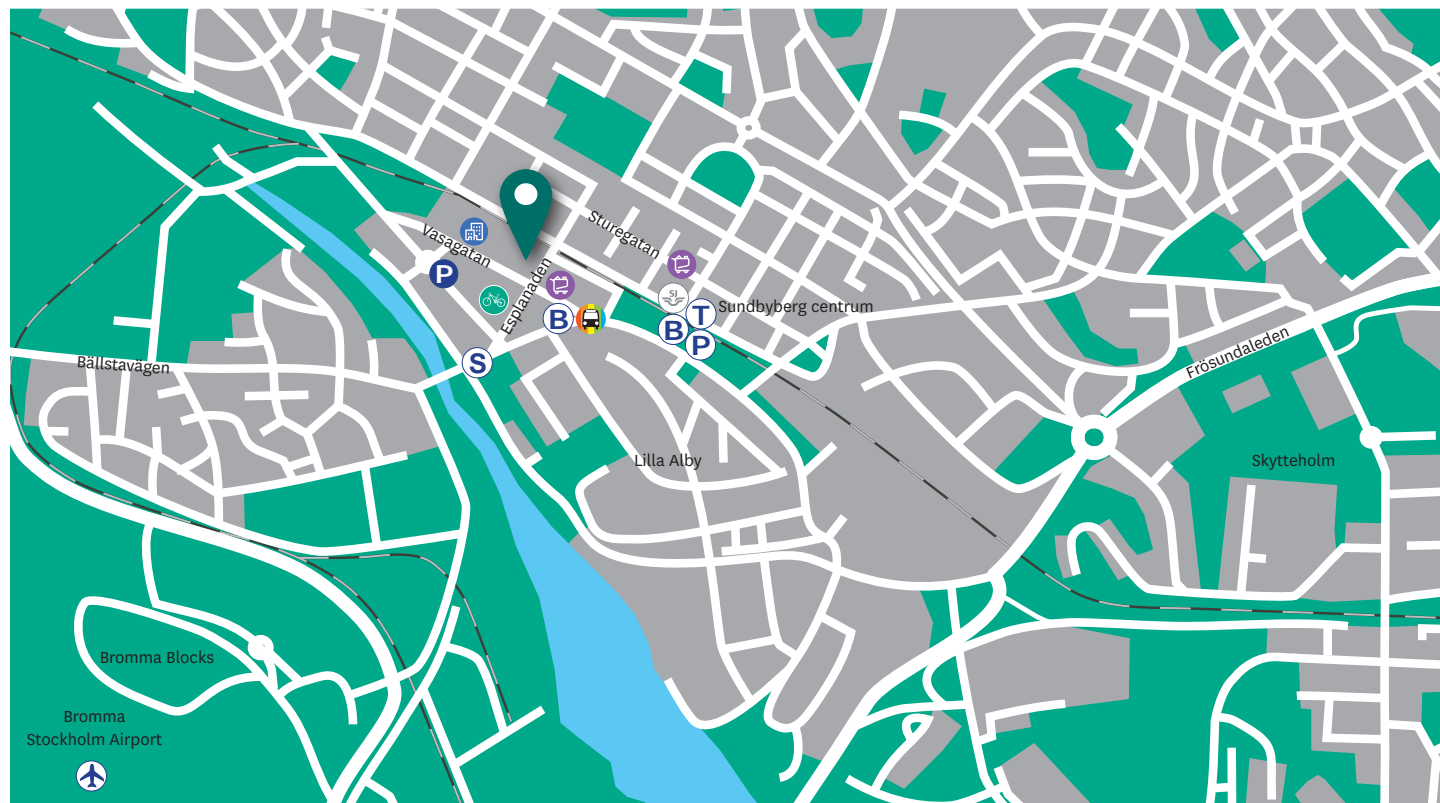 Sturegatan
Vasagatan
P
Esplanaden
SJ
B
T
Sundbyberg centrum
B
P
S
Bällstavägen
Frösundaleden
Lilla Alby
Skytteholm
Bromma Blocks
Bromma
Stockholm Airport